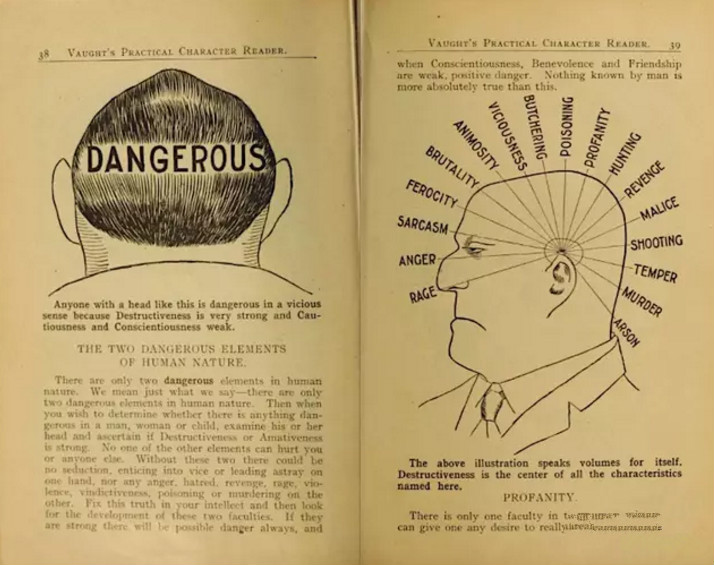 38 VAUGHT'S PRACTICAL CHARACTER READER.
DANGEROUS
Anyone with a head like this is dangerous in a vicious
sense because Destructiveness is very strong and Cau-
tiousness and Conscientiousness weak.
THE TWO DANGEROUS ELEMENTS
OF HUMAN NATURE.
There are only two dangerous elements in human
nature. We mean just what we say—there are only
two dangerous elements in human nature. Then when
you wish to determine whether there is anything dan-
gerous in a man, woman or child, examine his or her
head and ascertain if Destructiveness or Amativeness
is strong. No one of the other elements can hurt you
or anyone else. Without these two there could be
no seduction, enticing into vice or leading astray on
one hand, nor any anger, hatred, revenge, rage, vio-
lence, vindictiveness, poisoning or murdering on the
other. Fix this truth in your intellect and then look
for the development of these two faculties. If they
are strong there will be possible danger always, and
VAUGHT'S PRACTICAL CHARACTER READER. 39
when Conscientiousness, Benevolence and Friendship
are weak, positive danger. Nothing known by man is
more absolutely true than this.
RAGE
ANGER
SARCASM
FEROCITY
BRUTALITY
ANIMOSITY
VICIOUSNESS
BUTCHERING
POISONING
PROFANITY
HUNTING
REVENGE
MALICE
SHOOTING
TEMPER
MURDER
ARSON
The above illustration speaks volumes for itself.
Destructiveness is the center of all the characteristics
named here.
PROFANITY.
There is only one faculty in
can give one any desire to really